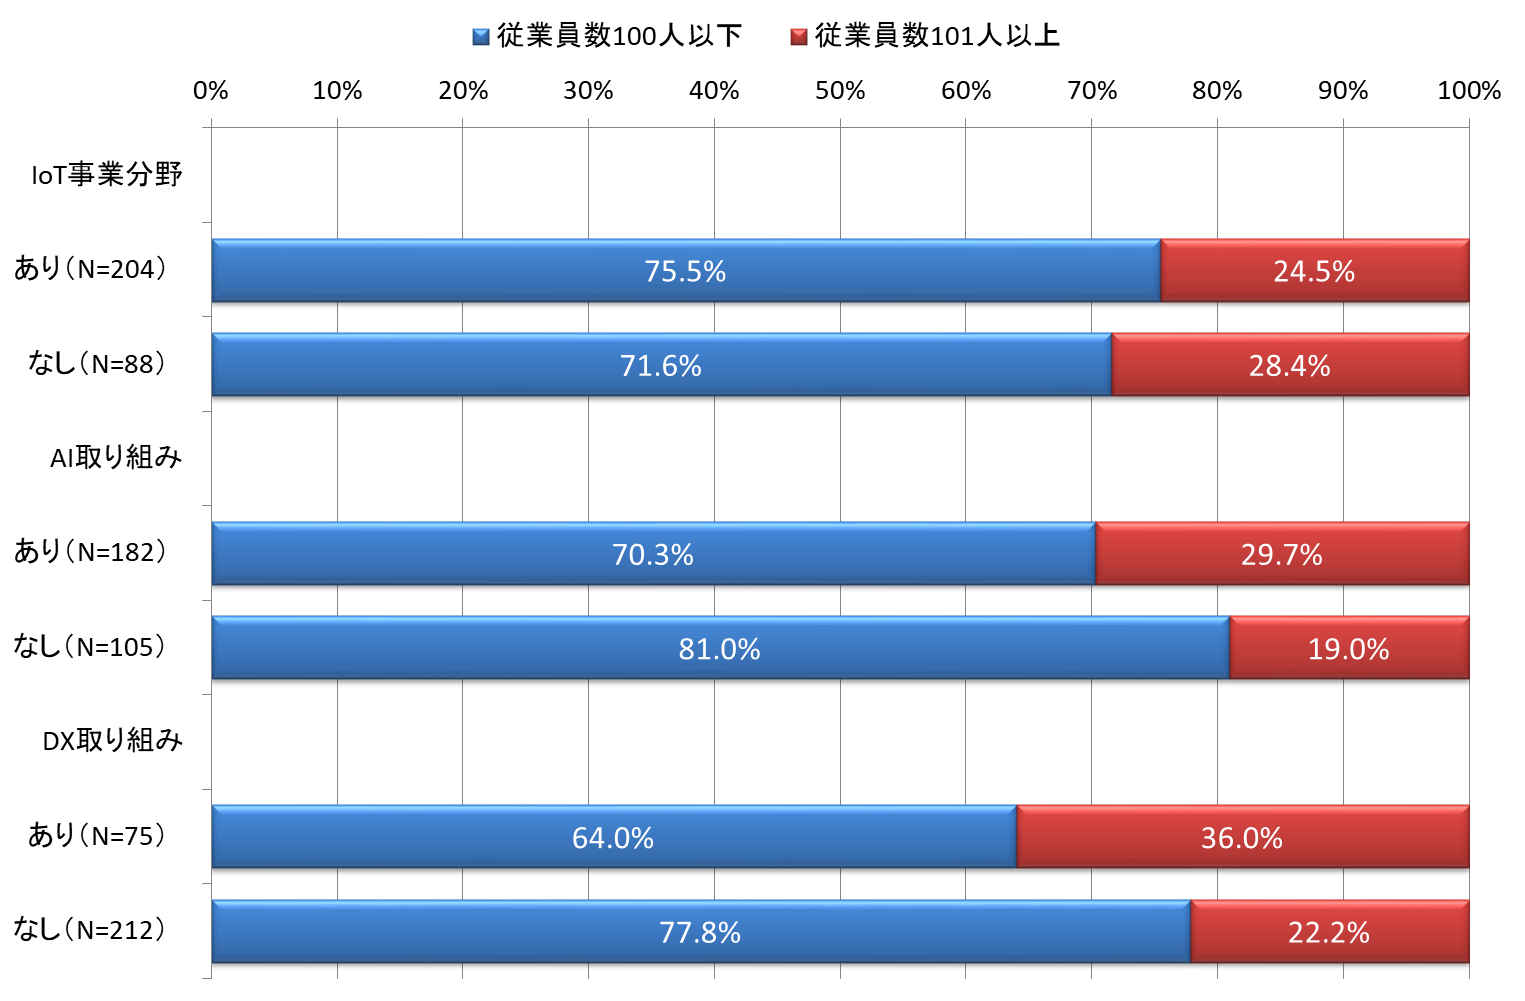 従業員数100人以下 従業員数101人以上
0% 10% 20% 30% 40% 50% 60% 70% 80% 90% 100%
IoT事業分野
あり（N=204） 75.5% 24.5%
なし（N=88） 71.6% 28.4%
AI取り組み
あり（N=182） 70.3% 29.7%
なし（N=105） 81.0% 19.0%
DX取り組み
あり（N=75） 64.0% 36.0%
なし（N=212） 77.8% 22.2%